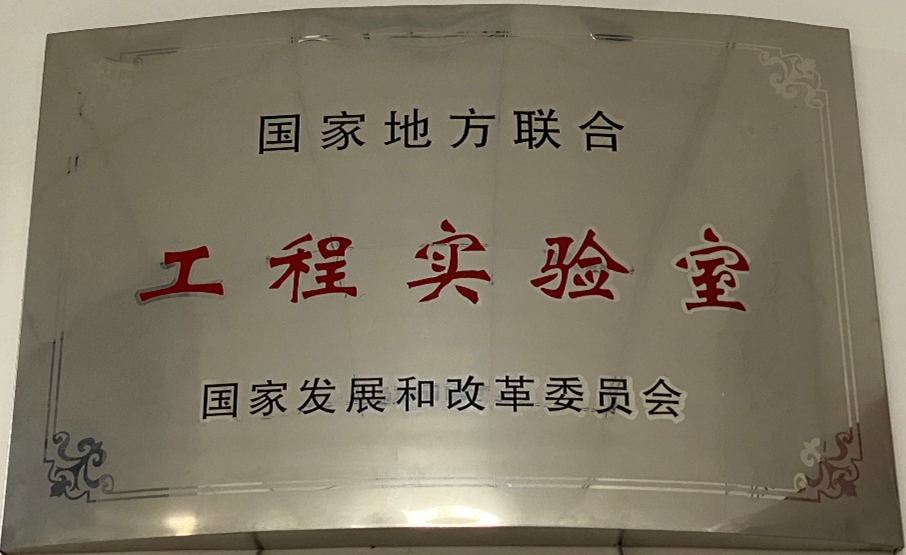 国家地方联合
工程实验室
国家发展和改革委员会